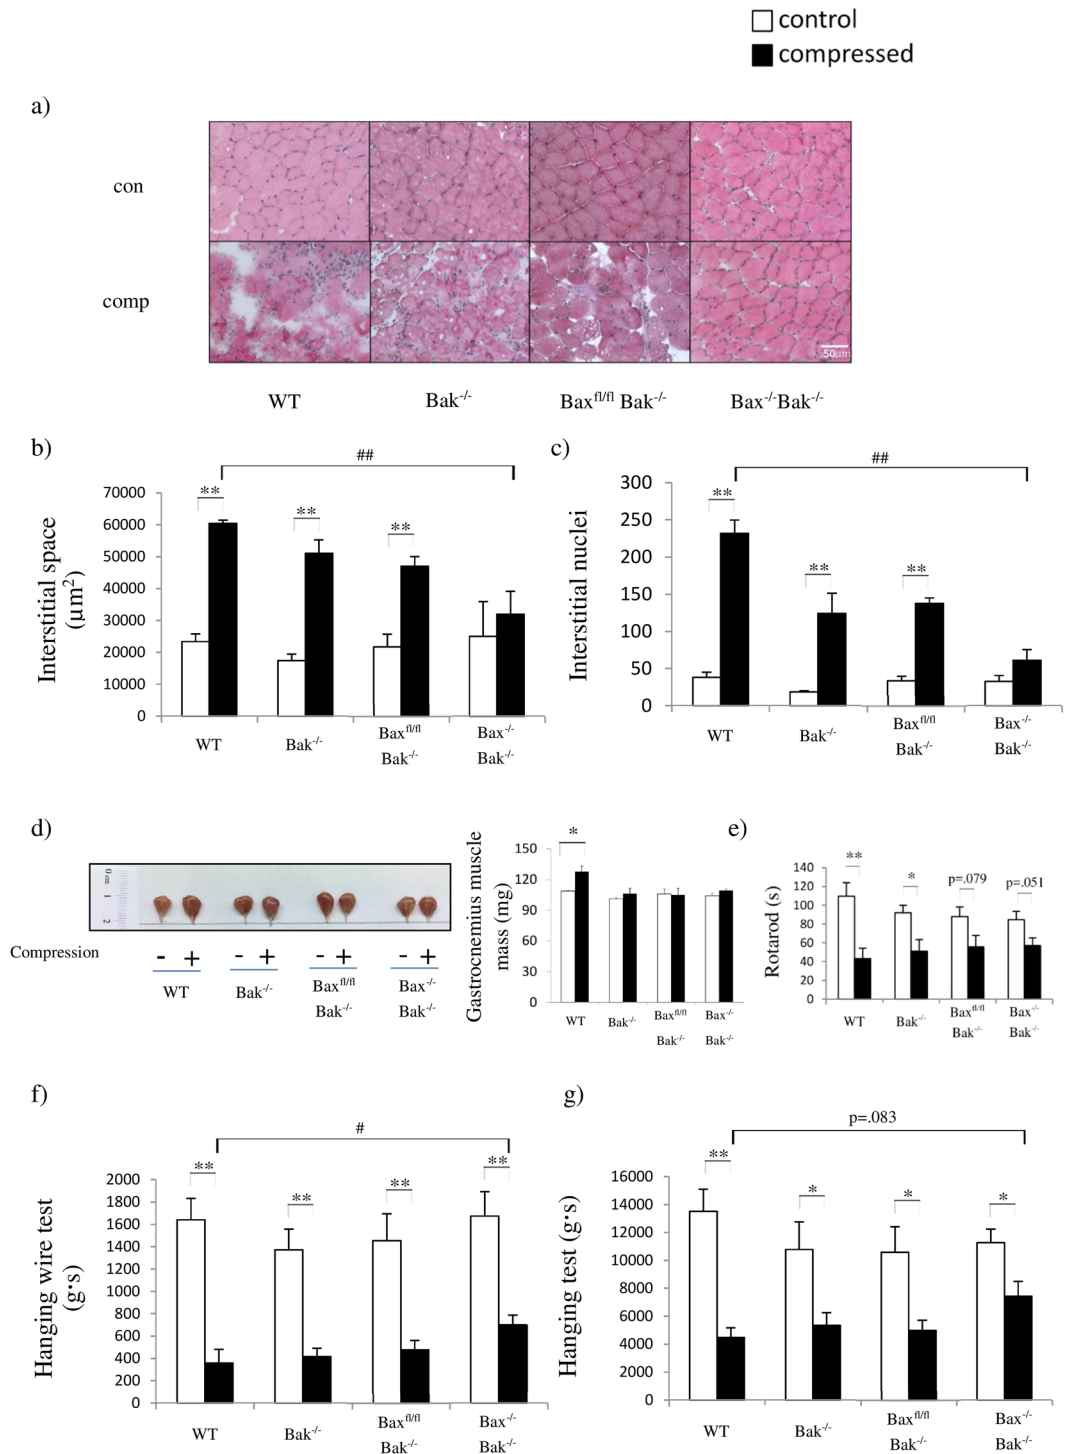 control
compressed
a)
con
comp
50μm
WT
Bak-/-
Baxfl/fl Bak-/-
Bax-/-Bak-/-
b)
##
**
**
**
Interstitial space
(μm2)
70000
60000
50000
40000
30000
20000
10000
0
WT
Bak-/-
Baxfl/fl
Bak-/-
Bax-/-
Bak-/-
c)
##
**
**
**
Interstitial nuclei
300
250
200
150
100
50
0
WT
Bak-/-
Baxfl/fl
Bak-/-
Bax-/-
Bak-/-
d)
0 cm
1
2
Compression
- + - + - + - +
WT
Bak-/-
Baxfl/fl
Bak-/-
Bax-/-
Bak-/-
Gastrocnemius muscle
mass (mg)
*
150
120
90
60
30
0
WT
Bak-/-
Baxfl/fl
Bak-/-
Bax-/-
Bak-/-
e)
Rotarod (s)
**
*
p=.079
p=.051
140
120
100
80
60
40
20
0
WT
Bak-/-
Baxfl/fl
Bak-/-
Bax-/-
Bak-/-
f)
#
**
**
**
**
Hanging wire test
(g·s)
2000
1800
1600
1400
1200
1000
800
600
400
200
0
WT
Bak-/-
Baxfl/fl
Bak-/-
Bax-/-
Bak-/-
g)
p=.083
**
*
*
*
Hanging test (g·s)
16000
14000
12000
10000
8000
6000
4000
2000
0
WT
Bak-/-
Baxfl/fl
Bak-/-
Bax-/-
Bak-/-